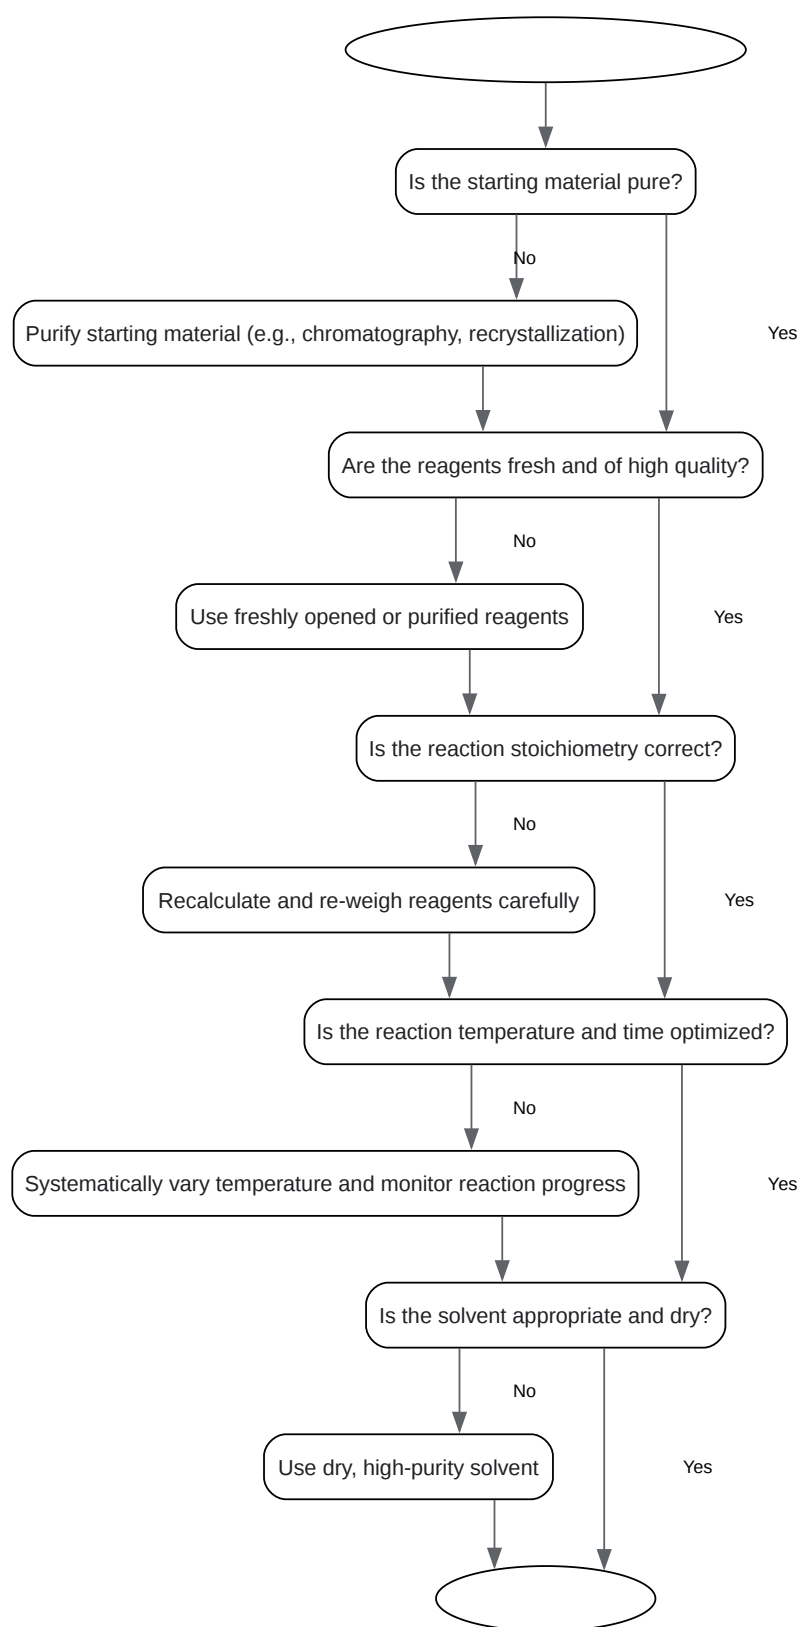 Is the starting material pure?
No
Purify starting material (e.g., chromatography, recrystallization)
Yes
Are the reagents fresh and of high quality?
No
Use freshly opened or purified reagents
Yes
Is the reaction stoichiometry correct?
No
Recalculate and re-weigh reagents carefully
Yes
Is the reaction temperature and time optimized?
No
Systematically vary temperature and monitor reaction progress
Yes
Is the solvent appropriate and dry?
No
Use dry, high-purity solvent
Yes